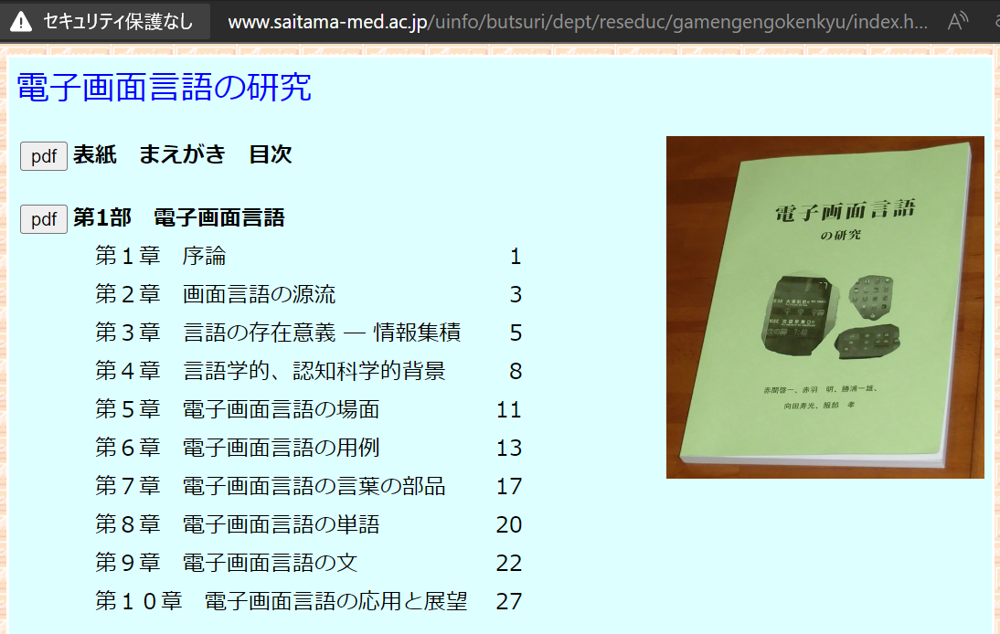 セキュリティ保護なし
www.saitama-med.ac.jp/uinfo/butsuri/dept/reseduc/gamengengokenkyu/index.h...
電子画面言語の研究
pdf 表紙　まえがき　目次
pdf 第1部　電子画面言語
第１章　序論 1
第２章　画面言語の源流 3
第３章　言語の存在意義 ― 情報集積 5
第４章　言語学的、認知科学的背景 8
第５章　電子画面言語の場面 11
第６章　電子画面言語の用例 13
第７章　電子画面言語の言葉の部品 17
第８章　電子画面言語の単語 20
第９章　電子画面言語の文 22
第１０章　電子画面言語の応用と展望 27
電子画面言語
の研究
赤間啓一、赤羽　明、勝浦一雄、
向田寿光、服部　孝